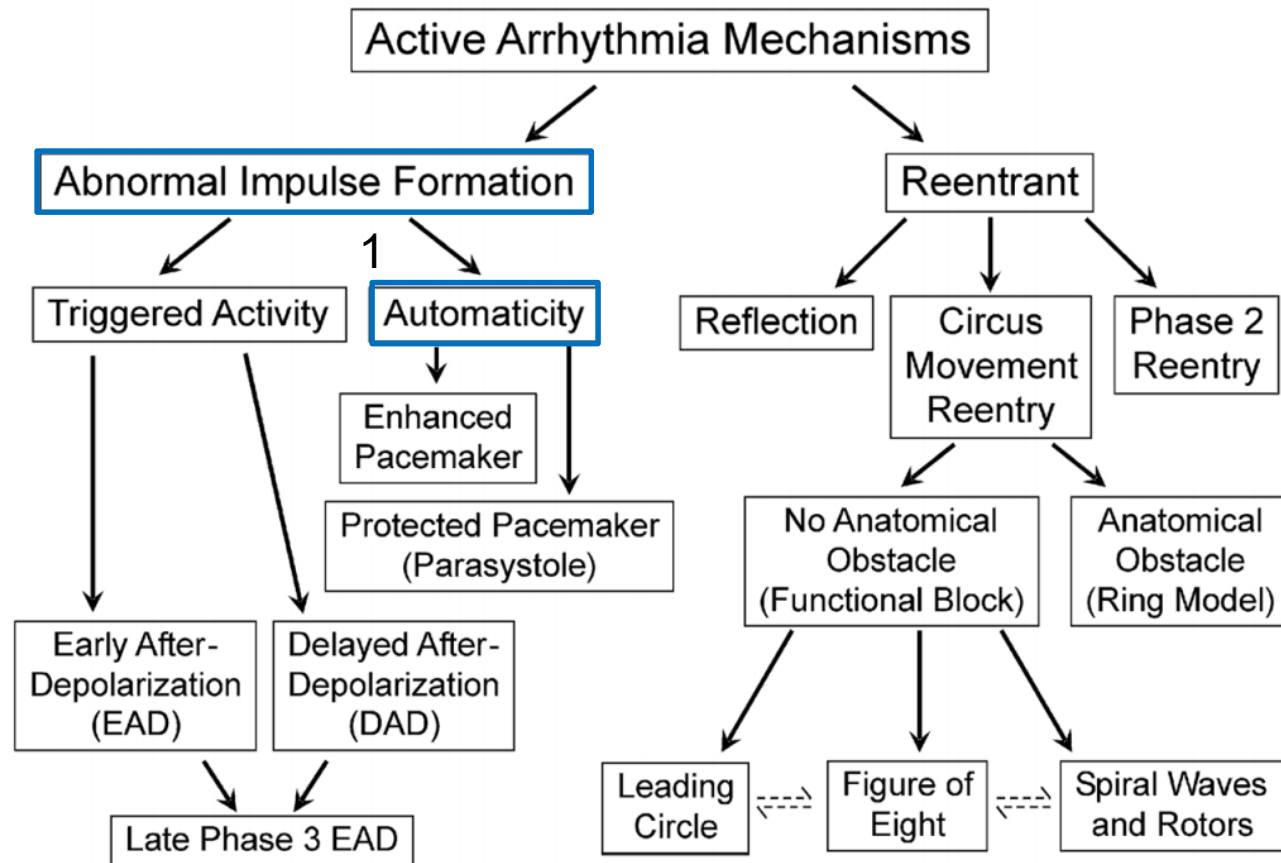 Active Arrhythmia Mechanisms
Abnormal Impulse Formation
Reentrant
1
Triggered Activity
Automaticity
Reflection
Circus
Movement
Reentry
Phase 2
Reentry
Enhanced
Pacemaker
Protected Pacemaker
(Parasystole)
No Anatomical
Obstacle
(Functional Block)
Anatomical
Obstacle
(Ring Model)
Early After-
Depolarization
(EAD)
Delayed After-
Depolarization
(DAD)
Leading
Circle
Figure of
Eight
Spiral Waves
and Rotors
Late Phase 3 EAD